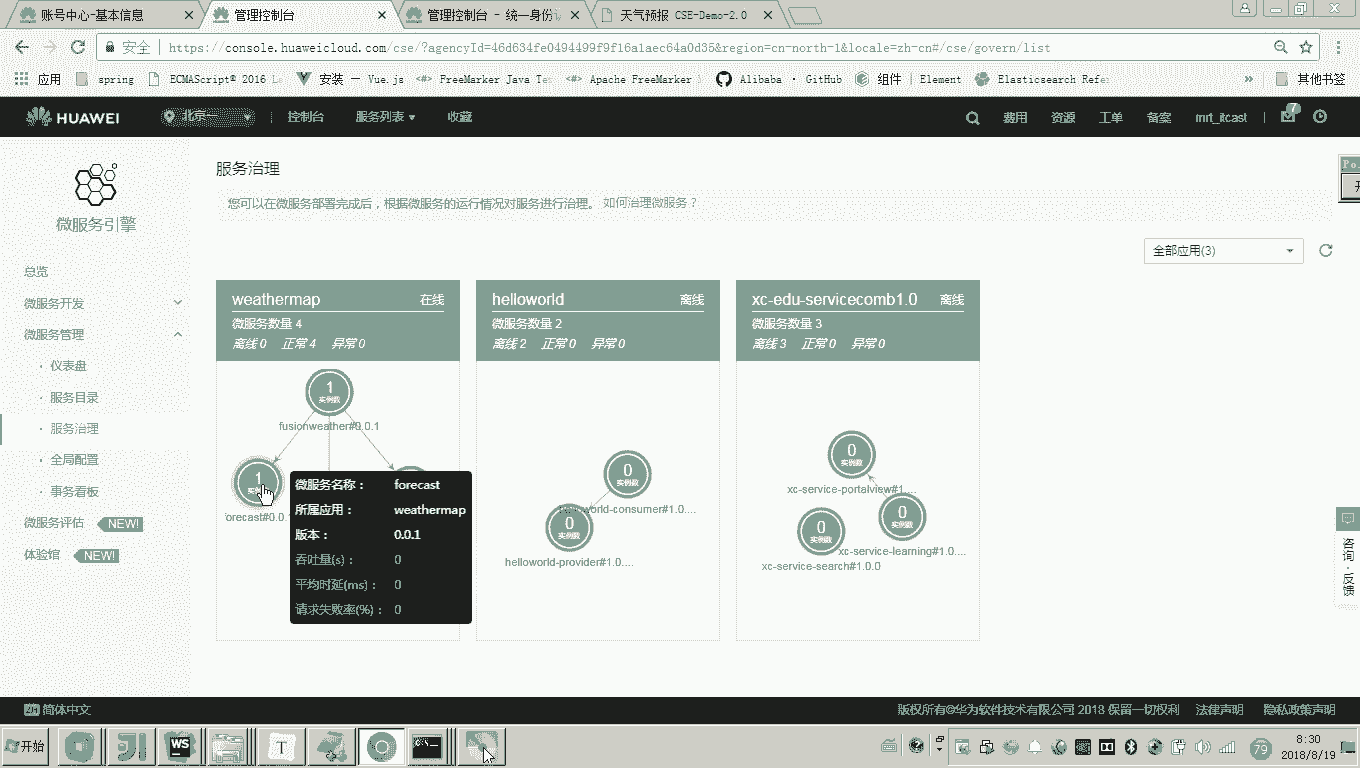 账号中心-基本信息
管理控制台
管理控制台 - 统一身份认
天气预报 CSE-Demo-2.0
安全
https://console.huaweicloud.com/cse/?agencyId=46d634fe0494499f9f16a1aec64a0d35&region=cn-north-1&locale=zh-cn#/cse/govern/list
应用
spring
ECMAScript® 2016 L
安装 — Vue.js
FreeMarker Java Te
Apache FreeMarker
Alibaba · GitHub
组件 | Element
Elasticsearch Refe
»
其他书签
HUAWEI
北京一
控制台
服务列表
收藏
费用
资源
工单
备案
mrt_itcast
7
微服务引擎
总览
微服务开发
微服务管理
· 仪表盘
· 服务目录
· 服务治理
· 全局配置
· 事务看板
微服务评估 NEW!
体验馆 NEW!
服务治理
您可以在微服务部署完成后，根据微服务的运行情况对服务进行治理。 如何治理微服务？
全部应用(3)
weathermap 在线
微服务数量 4
离线 0 正常 4 异常 0
1
实例数
fusionweather#0.0.1
1
实例
orecast#0.0.
微服务名称： forecast
所属应用： weathermap
版本： 0.0.1
吞吐量(s)： 0
平均时延(ms)： 0
请求失败率(%)： 0
helloworld 离线
微服务数量 2
离线 2 正常 0 异常 0
0
实例数
world-consumer#1.0....
0
实例数
helloworld-provider#1.0....
xc-edu-servicecomb1.0 离线
微服务数量 3
离线 3 正常 0 异常 0
0
实例数
xc-service-portalview#1....
0
实例数
xc-service-learning#1.0....
0
实例数
xc-service-search#1.0.0
咨询·反馈
简体中文
版权所有©华为软件技术有限公司 2018 保留一切权利
法律声明
隐私政策声明
开始
WS
T
79
8:30
2018/8/19